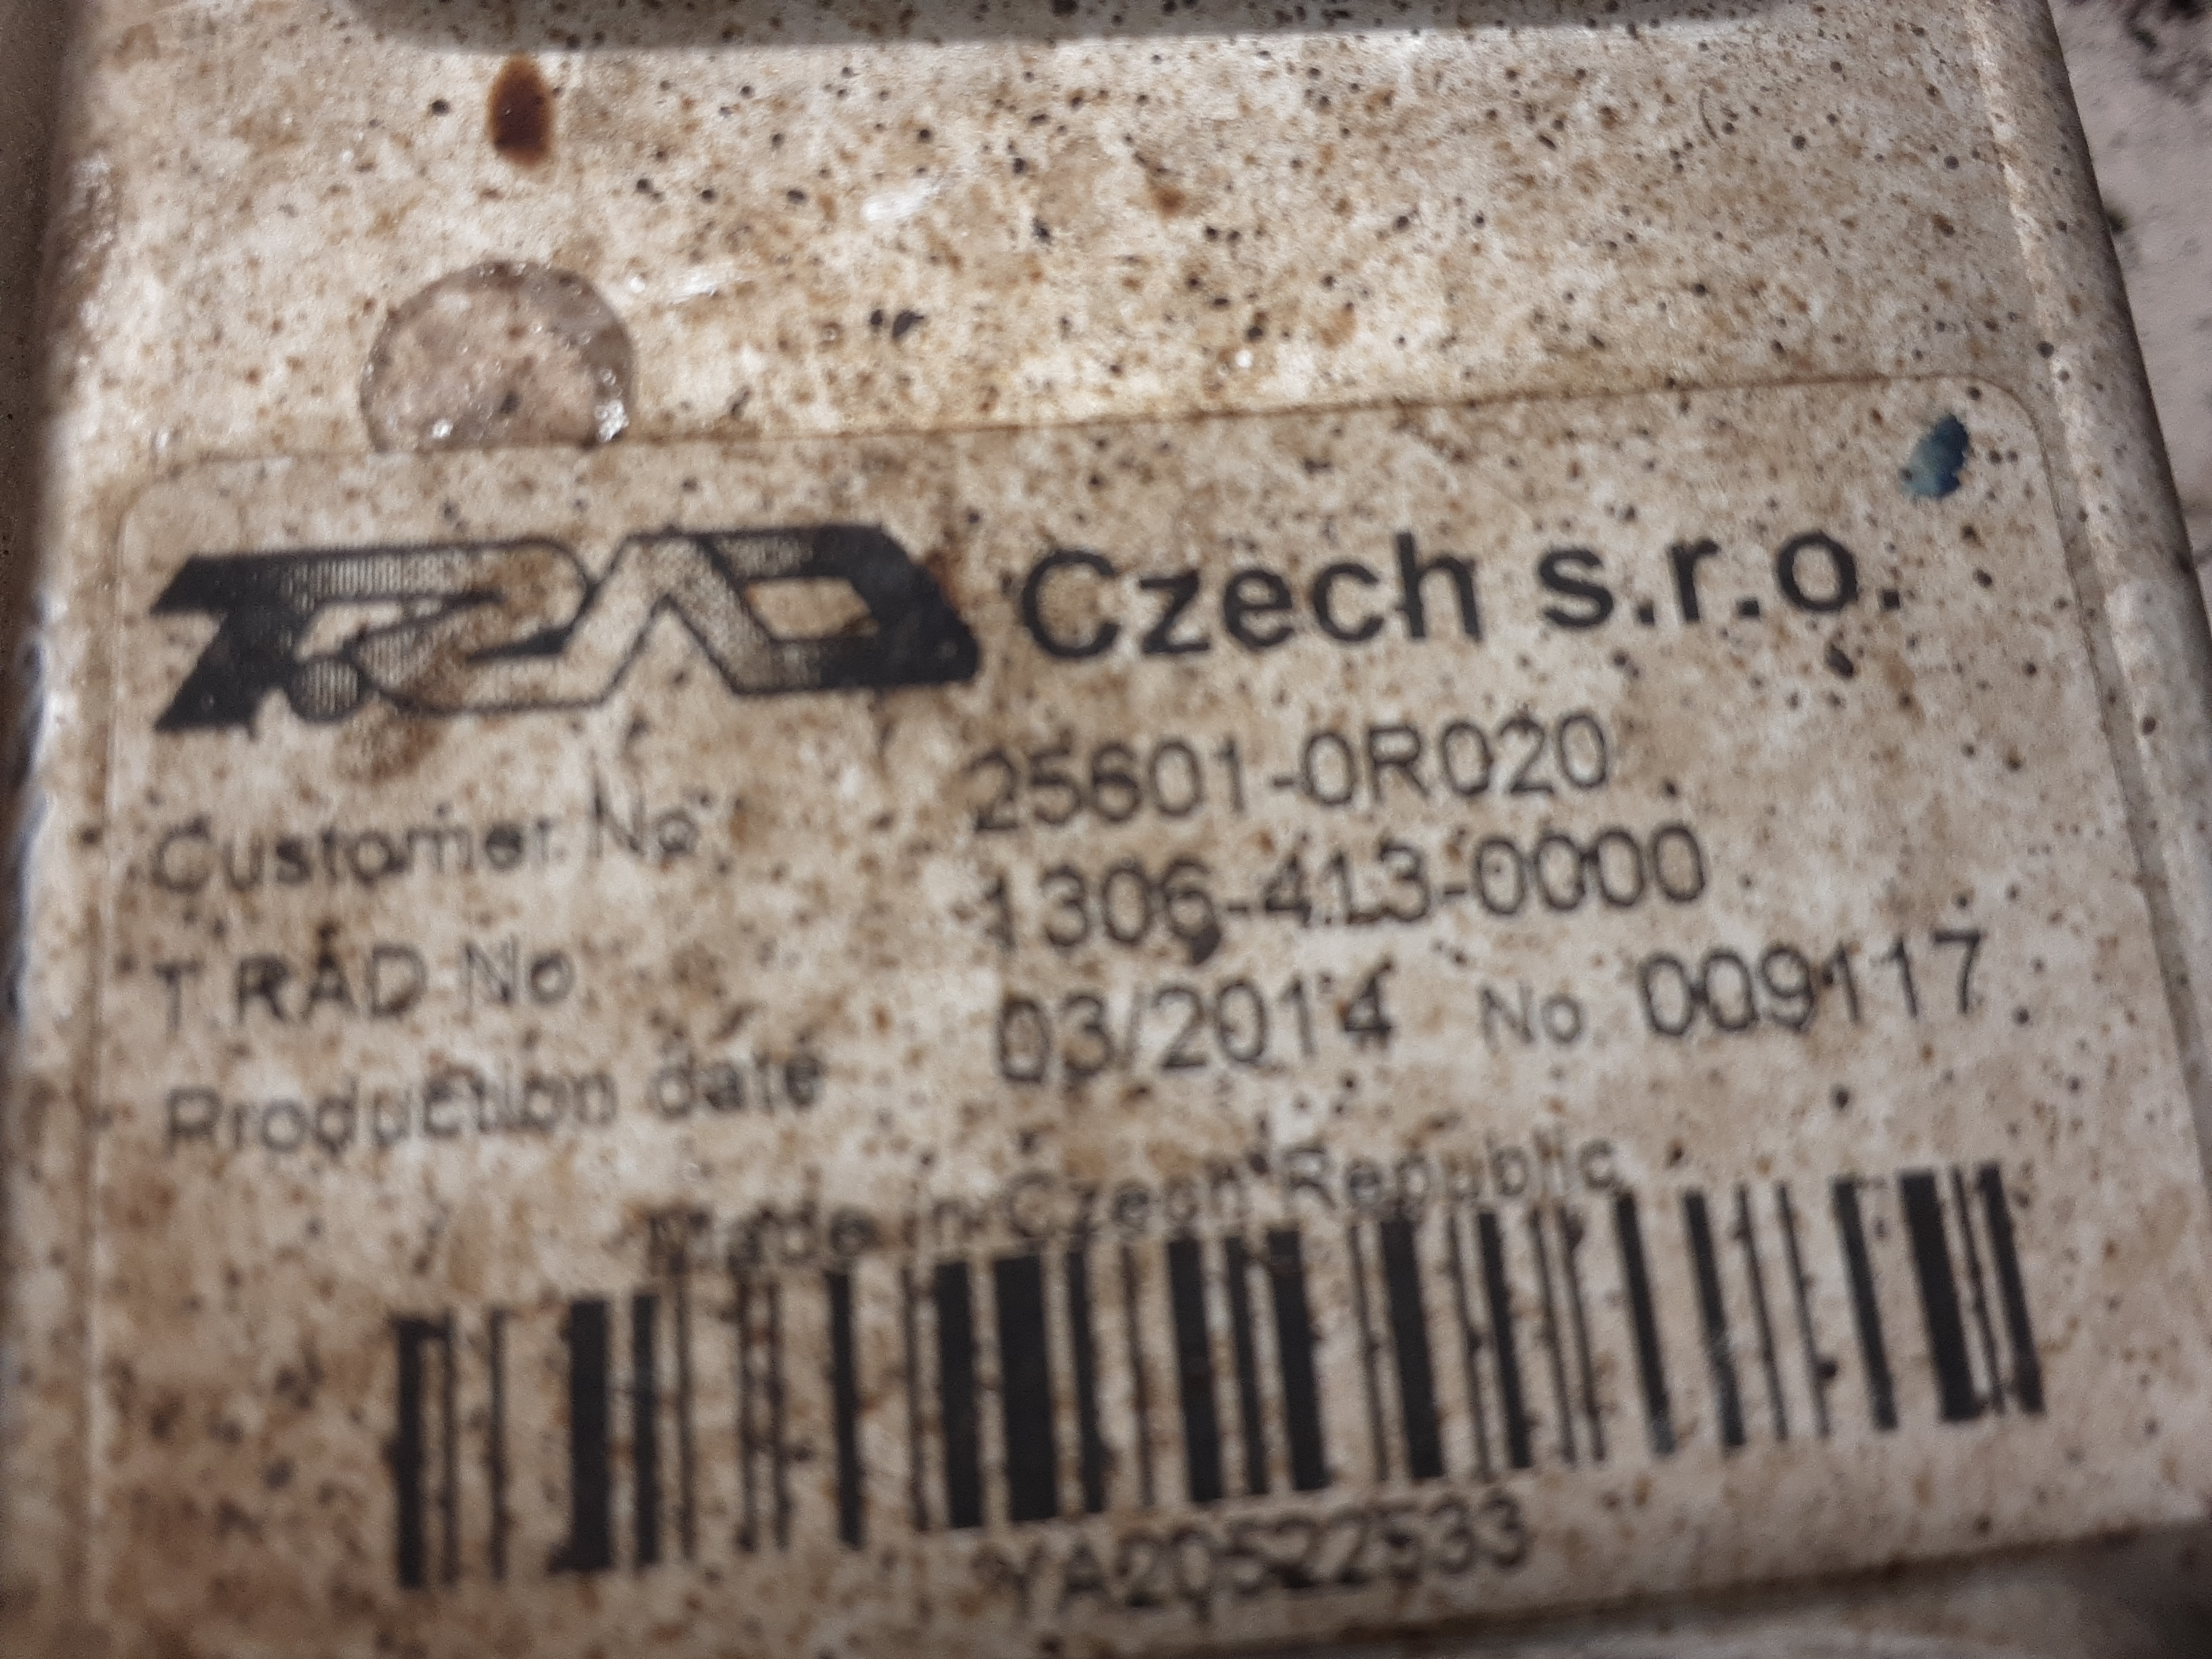 TRAD Czech s.r.o.
Customer No 25601-0R020
T.RAD No 1306-413-0000
Production date 03/2014 No 009117
Made in Czech Republic
YA20522533